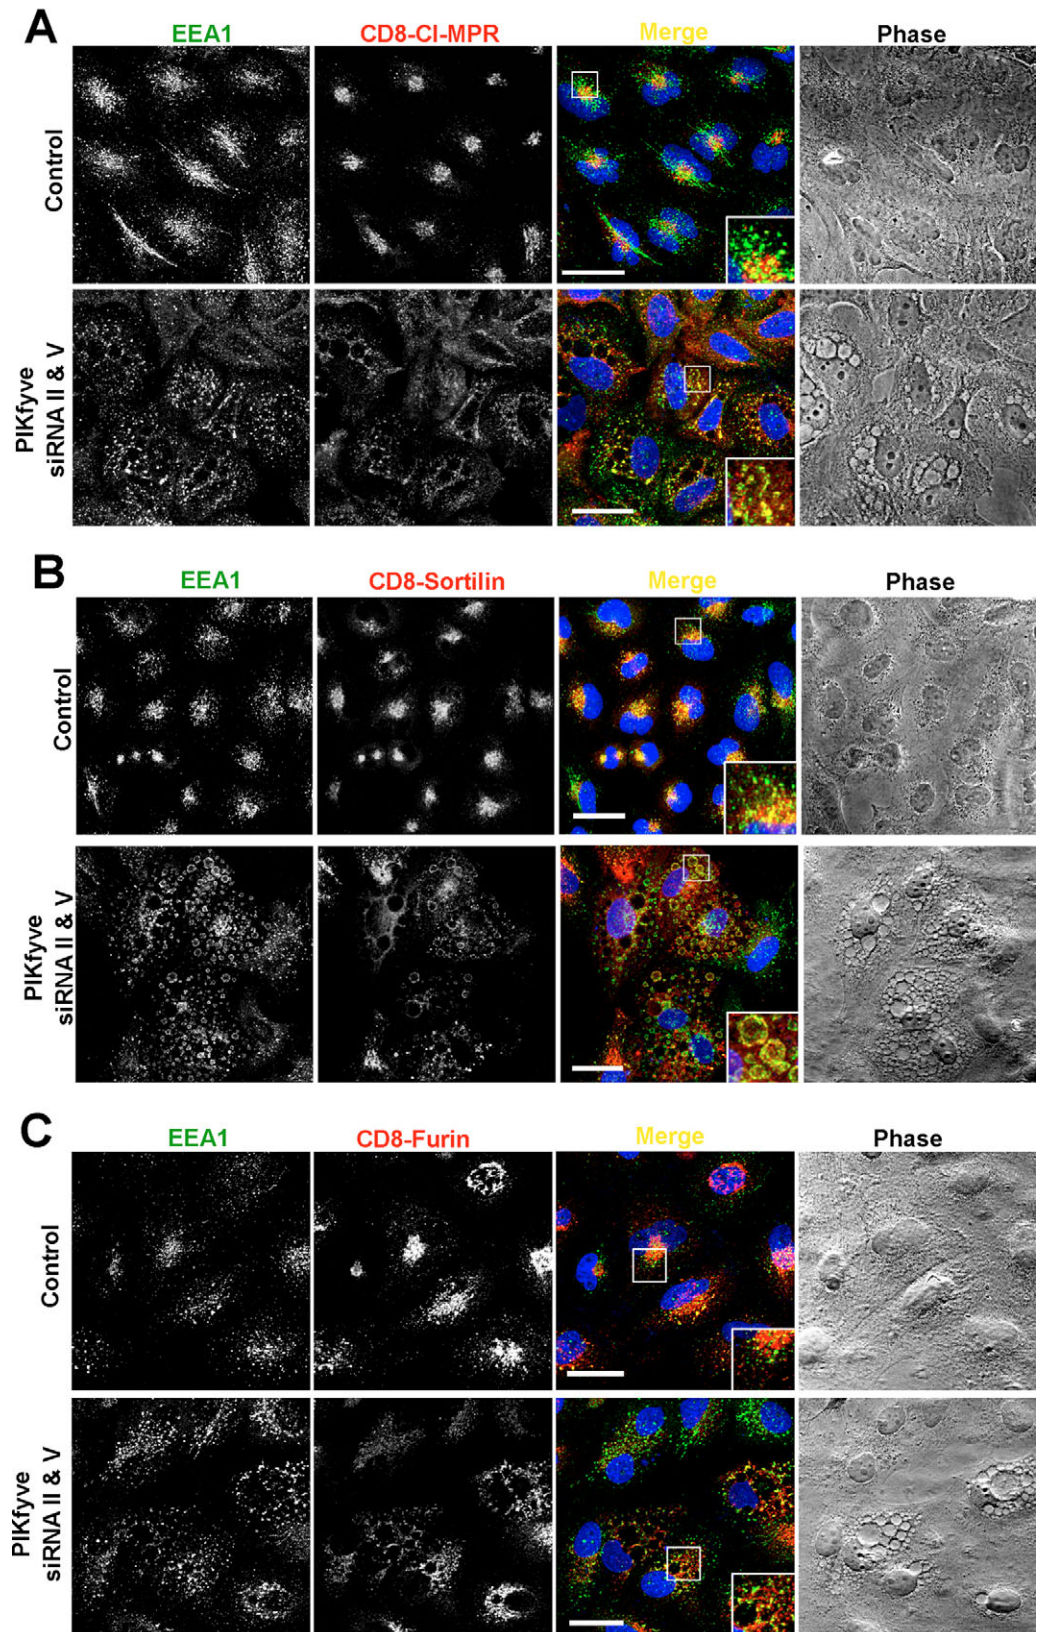 A
EEA1 CD8-CI-MPR Merge Phase
Control
PIKfyve
siRNA II & V
B
EEA1 CD8-Sortilin Merge Phase
Control
PIKfyve
siRNA II & V
C
EEA1 CD8-Furin Merge Phase
Control
PIKfyve
siRNA II & V